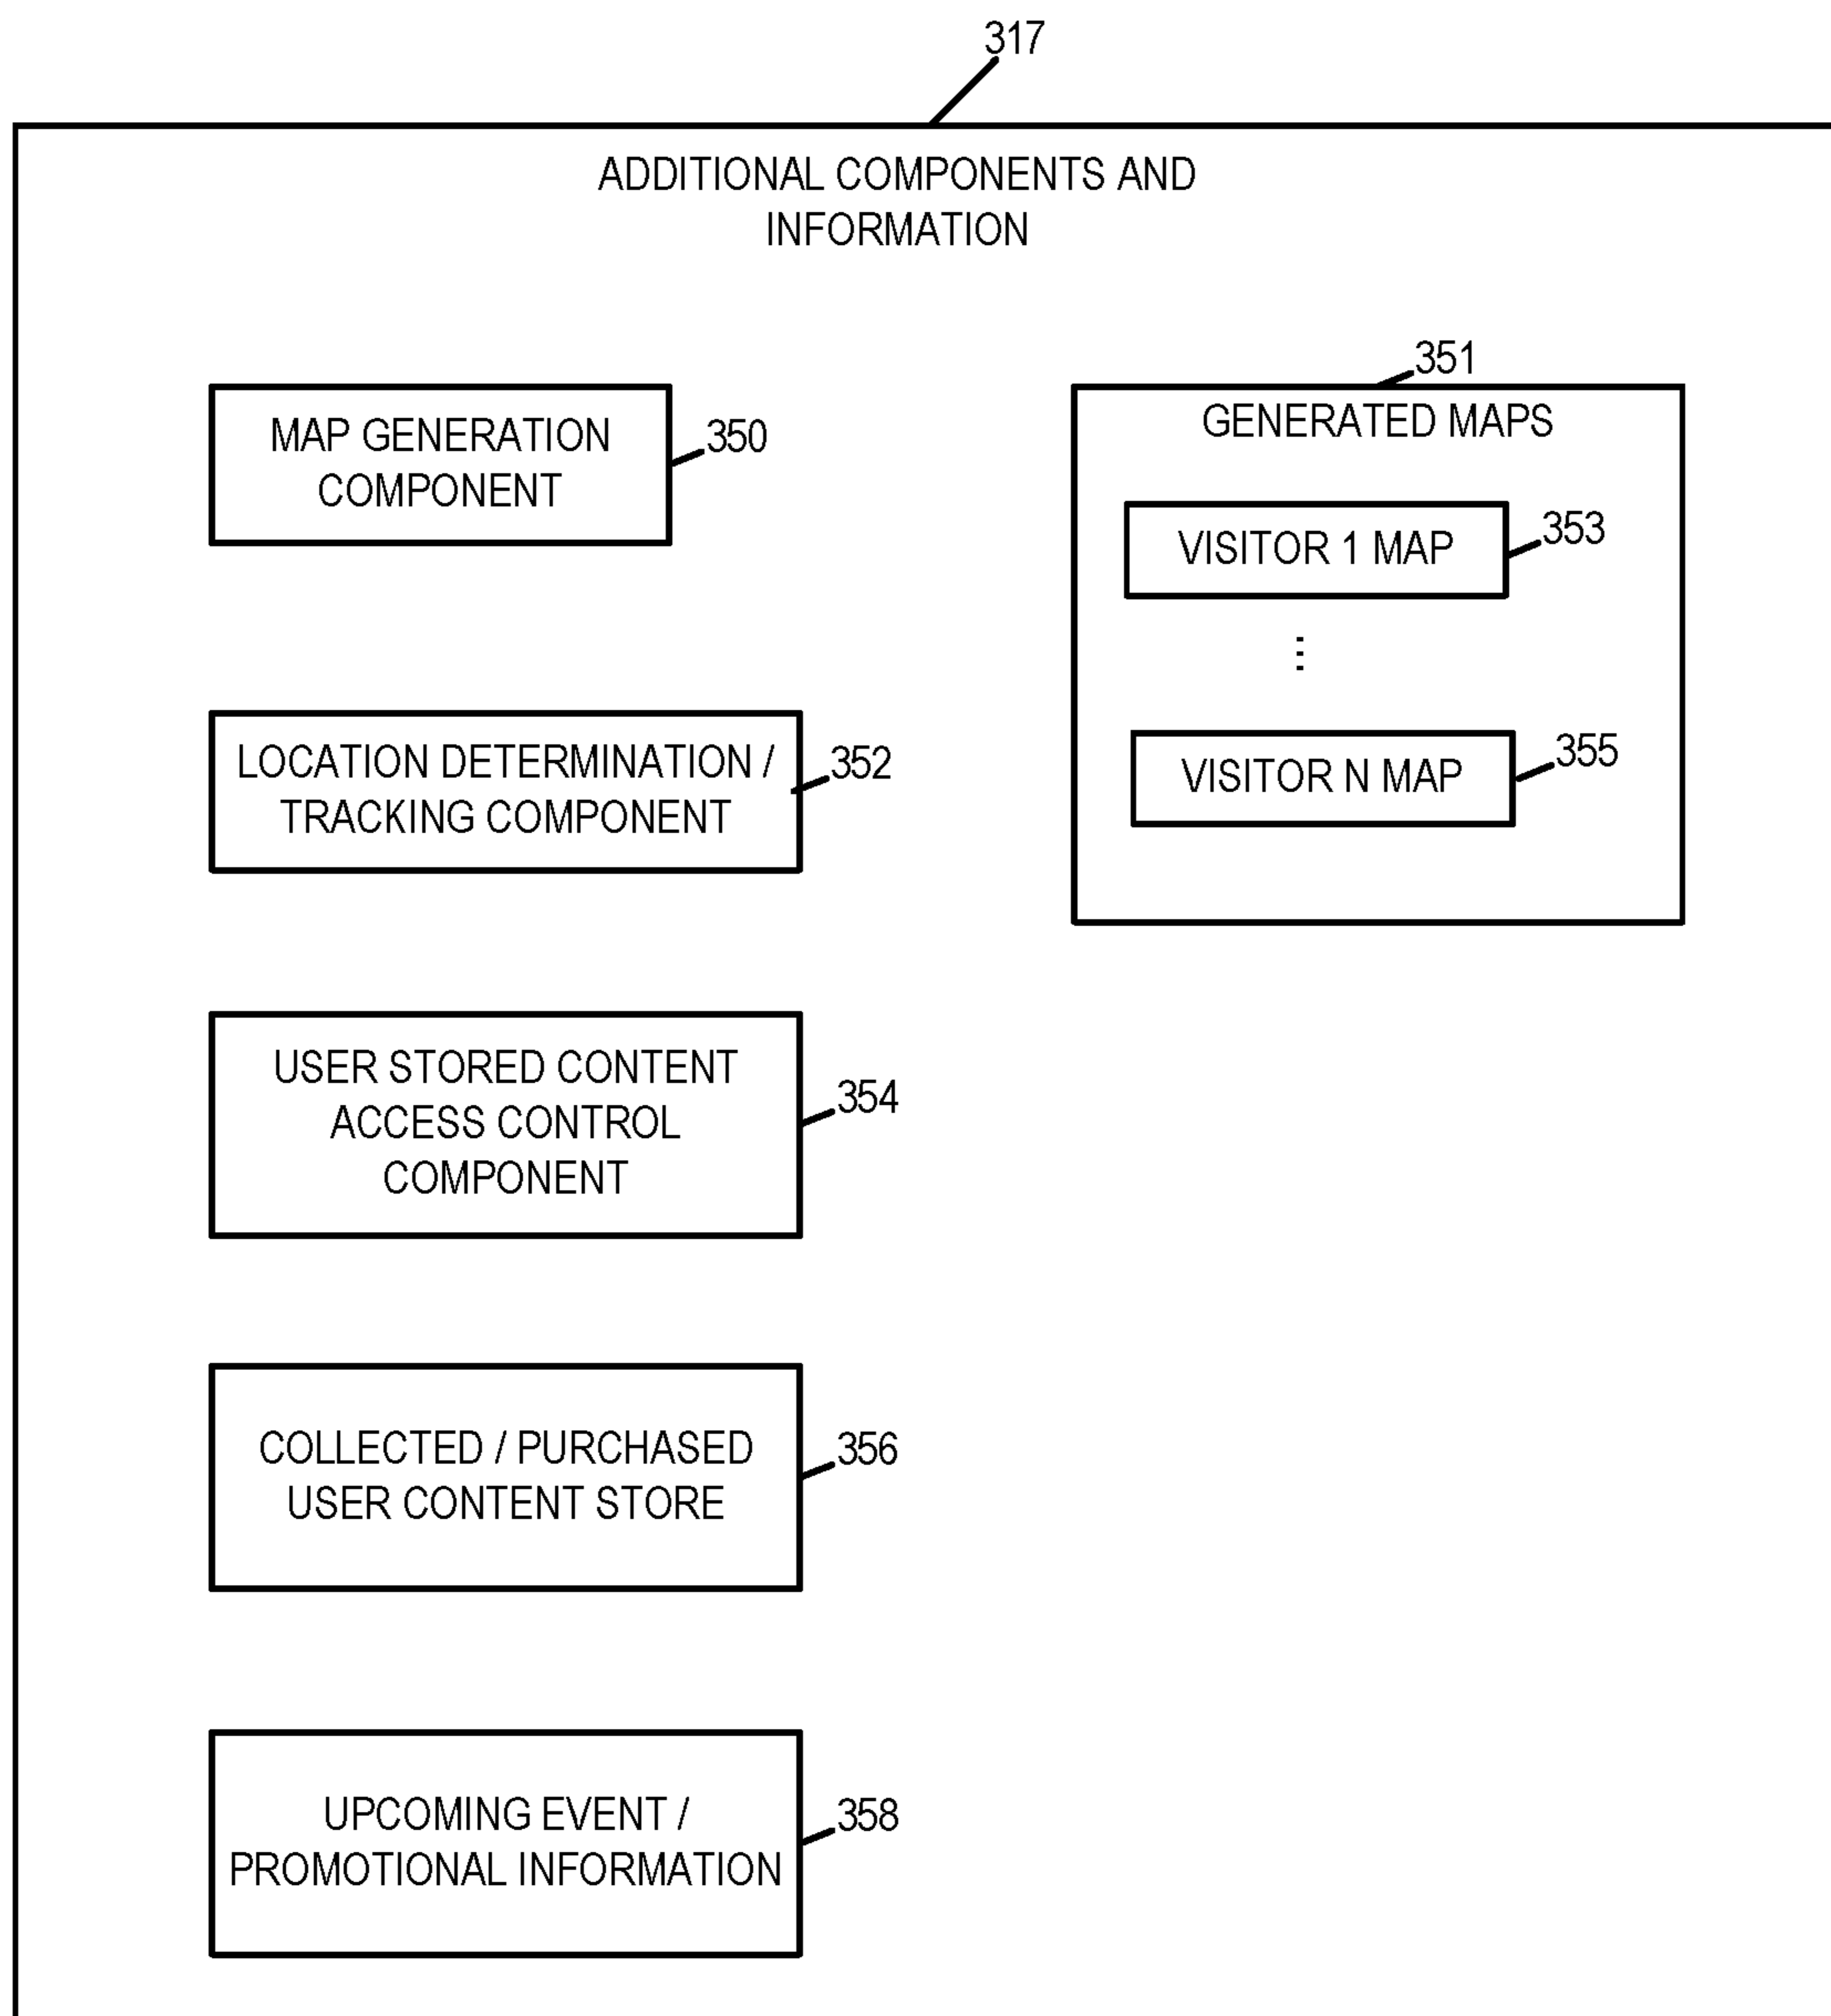 317
ADDITIONAL COMPONENTS AND
INFORMATION
MAP GENERATION
COMPONENT
350
351
GENERATED MAPS
VISITOR 1 MAP
353
⋮
VISITOR N MAP
355
LOCATION DETERMINATION /
TRACKING COMPONENT
352
USER STORED CONTENT
ACCESS CONTROL
COMPONENT
354
COLLECTED / PURCHASED
USER CONTENT STORE
356
UPCOMING EVENT /
PROMOTIONAL INFORMATION
358